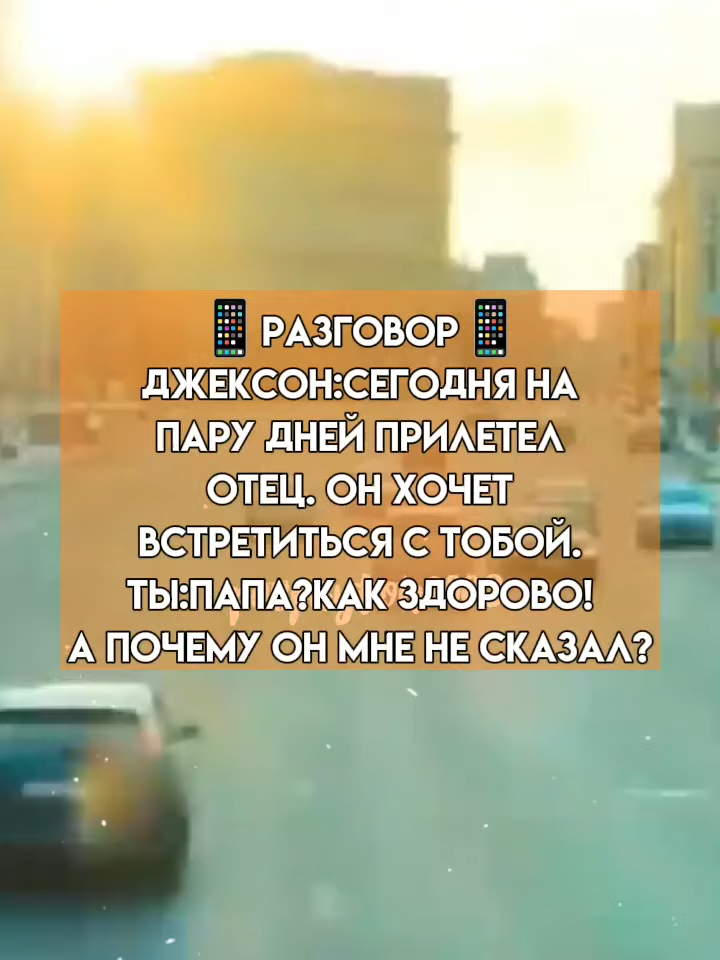 📱 РАЗГОВОР 📱
ДЖЕКСОН:СЕГОДНЯ НА
ПАРУ ДНЕЙ ПРИЛЕТЕЛ
ОТЕЦ. ОН ХОЧЕТ
ВСТРЕТИТЬСЯ С ТОБОЙ.
ТЫ:ПАПА?КАК ЗДОРОВО!
А ПОЧЕМУ ОН МНЕ НЕ СКАЗАЛ?